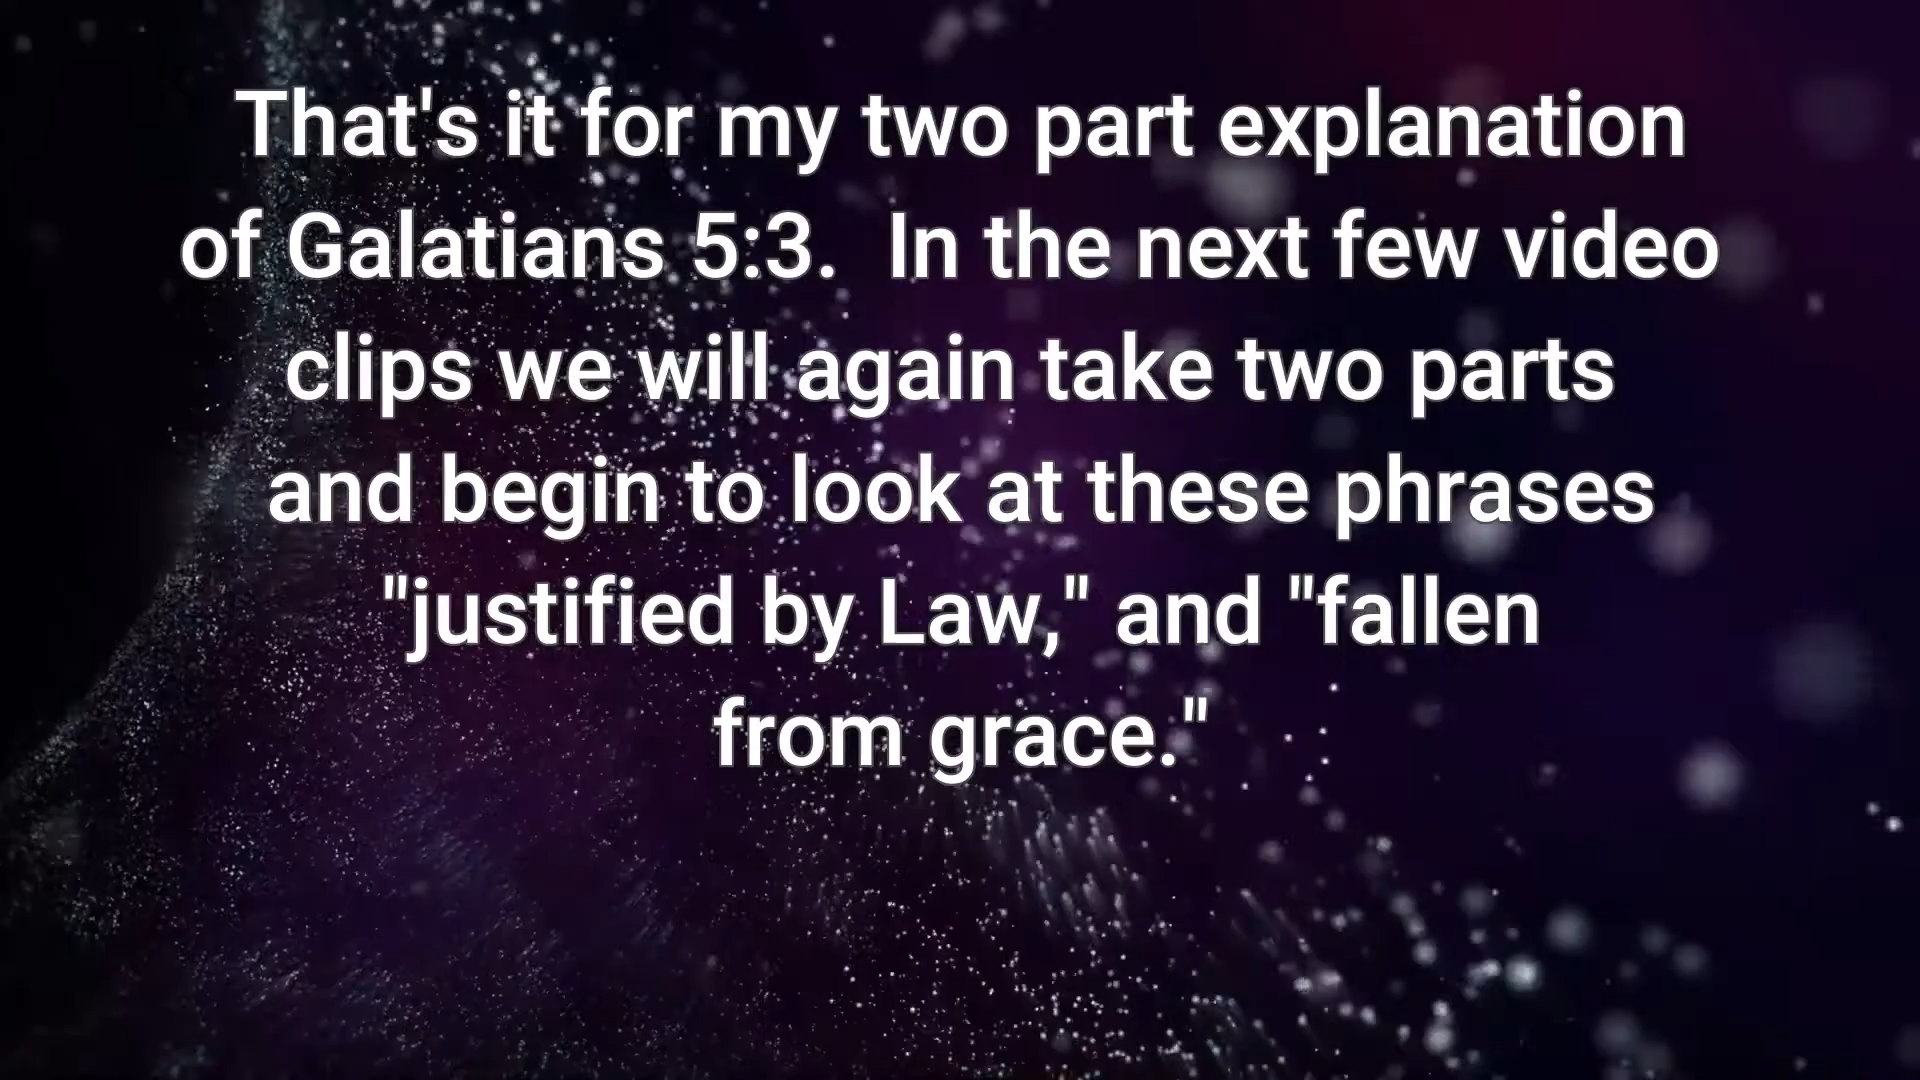 That's it for my two part explanation
of Galatians 5:3.  In the next few video
clips we will again take two parts
and begin to look at these phrases
"justified by Law," and "fallen
from grace."